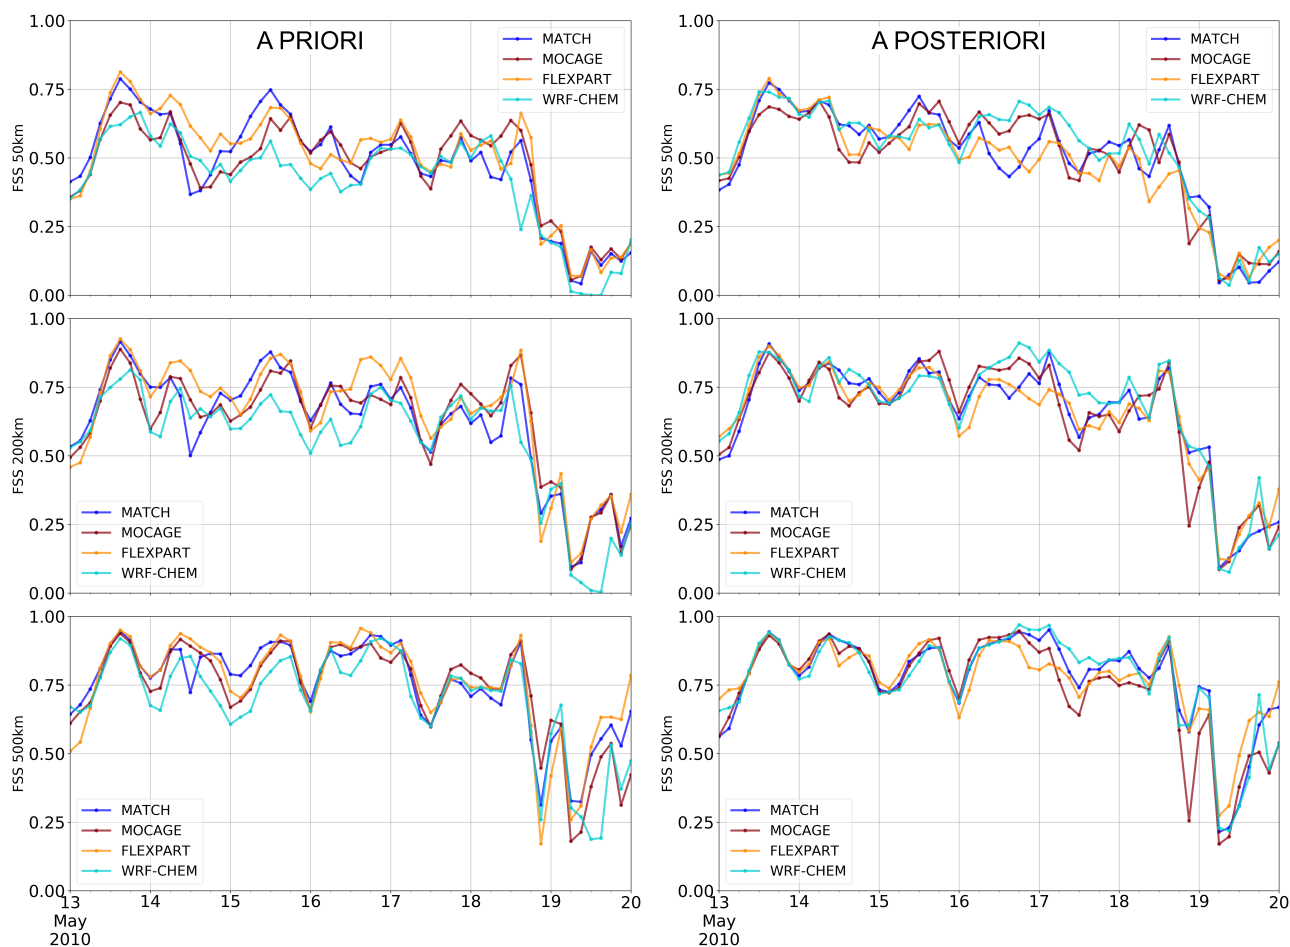 A PRIORI
FSS 50km
1.00
0.75
0.50
0.25
0.00
MATCH
MOCAGE
FLEXPART
WRF-CHEM
A POSTERIORI
FSS 50km
1.00
0.75
0.50
0.25
0.00
MATCH
MOCAGE
FLEXPART
WRF-CHEM
FSS 200km
1.00
0.75
0.50
0.25
0.00
MATCH
MOCAGE
FLEXPART
WRF-CHEM
FSS 200km
1.00
0.75
0.50
0.25
0.00
MATCH
MOCAGE
FLEXPART
WRF-CHEM
FSS 500km
1.00
0.75
0.50
0.25
0.00
MATCH
MOCAGE
FLEXPART
WRF-CHEM
13 14 15 16 17 18 19 20
May
2010
FSS 500km
1.00
0.75
0.50
0.25
0.00
MATCH
MOCAGE
FLEXPART
WRF-CHEM
13 14 15 16 17 18 19 20
May
2010